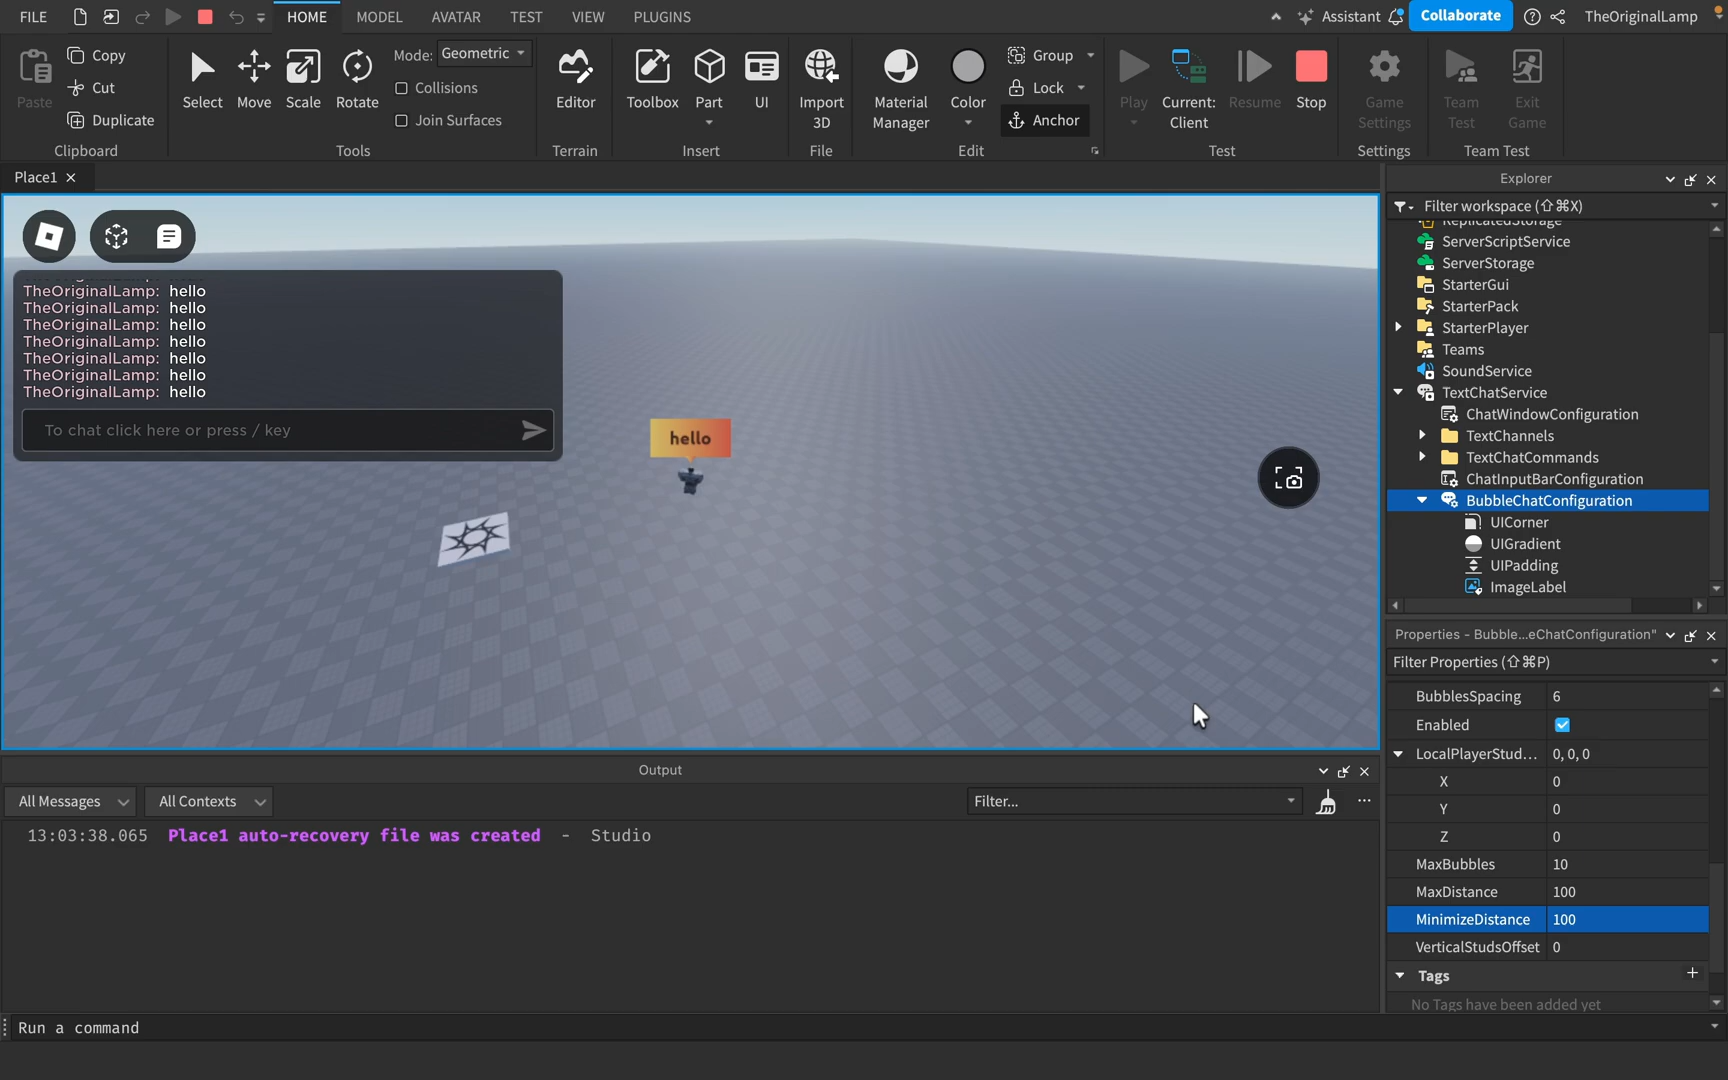 FILE HOME MODEL AVATAR TEST VIEW PLUGINS Assistant Collaborate TheOriginalLamp
Paste Copy Cut Duplicate
Clipboard
Select Move Scale Rotate Mode: Geometric
Collisions
Join Surfaces
Tools
Editor
Terrain
Toolbox Part UI
Insert
Import 3D
File
Material Manager Color Group Lock Anchor
Edit
Play Current: Client Resume Stop
Test
Game Settings
Settings
Team Test Exit Game
Team Test
Place1
TheOriginalLamp: hello
TheOriginalLamp: hello
TheOriginalLamp: hello
TheOriginalLamp: hello
TheOriginalLamp: hello
TheOriginalLamp: hello
TheOriginalLamp: hello
To chat click here or press / key
hello
Explorer
Filter workspace (⇧⌘X)
ReplicatedStorage
ServerScriptService
ServerStorage
StarterGui
StarterPack
StarterPlayer
Teams
SoundService
TextChatService
ChatWindowConfiguration
TextChannels
TextChatCommands
ChatInputBarConfiguration
BubbleChatConfiguration
UICorner
UIGradient
UIPadding
ImageLabel
Properties - Bubble...eChatConfiguration"
Filter Properties (⇧⌘P)
BubblesSpacing 6
Enabled
LocalPlayerStud... 0, 0, 0
X 0
Y 0
Z 0
MaxBubbles 10
MaxDistance 100
MinimizeDistance 100
VerticalStudsOffset 0
Tags
No Tags have been added yet
Output
All Messages All Contexts Filter...
13:03:38.065 Place1 auto-recovery file was created - Studio
Run a command